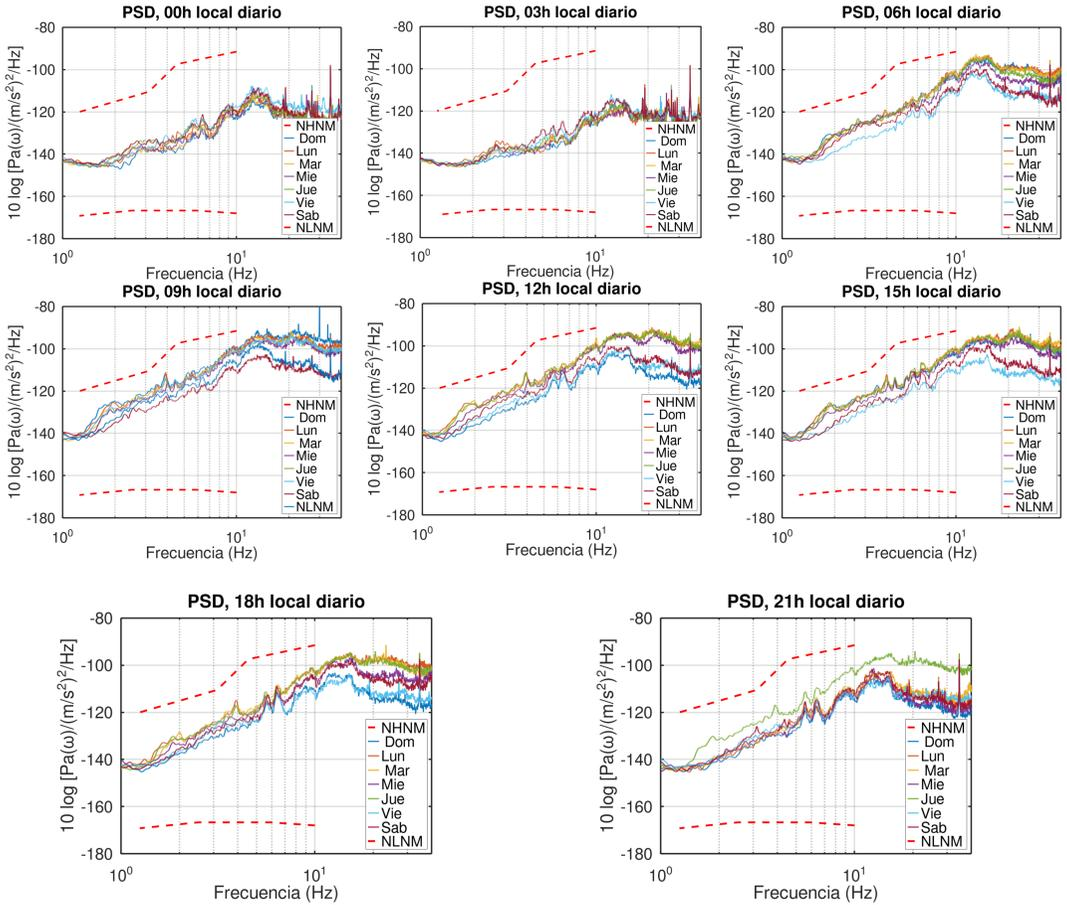 PSD, 00h local diario
-80
-100
-120
-140
-160
-180
10 log [Pa(ω)/(m/s²)²/Hz)
10⁰
10¹
Frecuencia (Hz)
NHNM
Dom
Lun
Mar
Mie
Jue
Vie
Sab
NLNM
PSD, 03h local diario
-80
-100
-120
-140
-160
-180
10 log [Pa(ω)/(m/s²)²/Hz]
10⁰
10¹
Frecuencia (Hz)
NHNM
Dom
Lun
Mar
Mie
Jue
Vie
Sab
NLNM
PSD, 06h local diario
-80
-100
-120
-140
-160
-180
10 log [Pa(ω)/(m/s²)²/Hz]
10⁰
10¹
Frecuencia (Hz)
NHNM
Dom
Lun
Mar
Mie
Jue
Vie
Sab
NLNM
PSD, 09h local diario
-80
-100
-120
-140
-160
-180
10 log [Pa(ω)/(m/s²)²/Hz]
10⁰
10¹
Frecuencia (Hz)
NHNM
Dom
Lun
Mar
Mie
Jue
Vie
Sab
NLNM
PSD, 12h local diario
-80
-100
-120
-140
-160
-180
10 log [Pa(ω)/(m/s²)²/Hz]
10⁰
10¹
Frecuencia (Hz)
NHNM
Dom
Lun
Mar
Mie
Jue
Vie
Sab
NLNM
PSD, 15h local diario
-80
-100
-120
-140
-160
-180
10 log [Pa(ω)/(m/s²)²/Hz]
10⁰
10¹
Frecuencia (Hz)
NHNM
Dom
Lun
Mar
Mie
Jue
Vie
Sab
NLNM
PSD, 18h local diario
-80
-100
-120
-140
-160
-180
10 log [Pa(ω)/(m/s²)²/Hz]
10⁰
10¹
Frecuencia (Hz)
NHNM
Dom
Lun
Mar
Mie
Jue
Vie
Sab
NLNM
PSD, 21h local diario
-80
-100
-120
-140
-160
-180
10 log [Pa(ω)/(m/s²)²/Hz]
10⁰
10¹
Frecuencia (Hz)
NHNM
Dom
Lun
Mar
Mie
Jue
Vie
Sab
NLNM